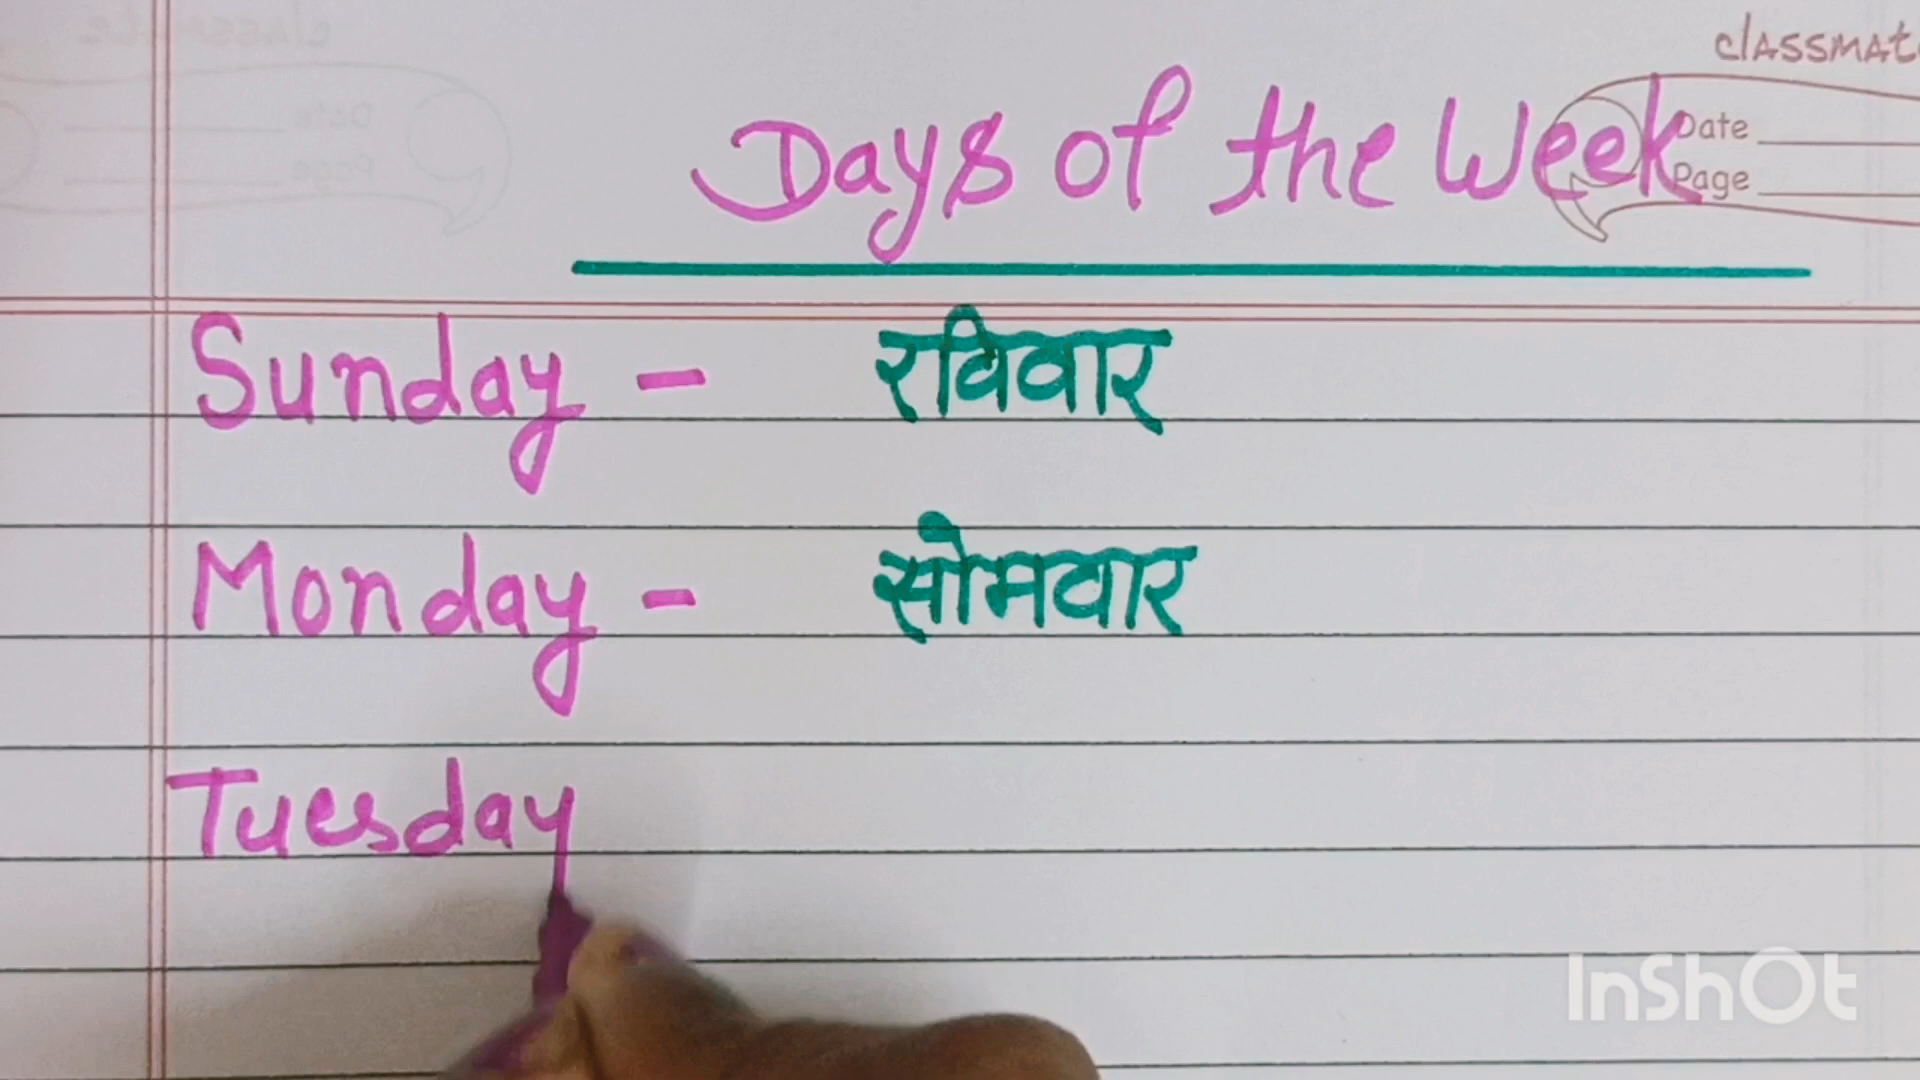 classmate
Date
Page
Days of the Week
Sunday - रविवार
Monday - सोमवार
Tuesday
InShOt